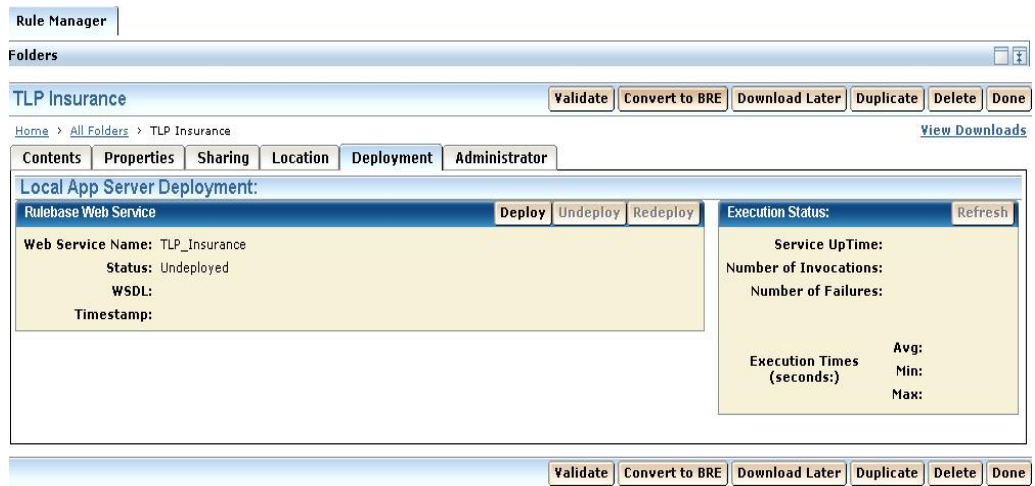 Rule Manager
Folders
TLP Insurance Validate Convert to BRE Download Later Duplicate Delete Done
Home > All Folders > TLP Insurance View Downloads
Contents Properties Sharing Location Deployment Administrator
Local App Server Deployment:
Rulebase Web Service Deploy Undeploy Redeploy Execution Status: Refresh
Web Service Name: TLP_Insurance
Status: Undeployed
WSDL:
Timestamp:
Service UpTime:
Number of Invocations:
Number of Failures:
Execution Times
(seconds:)
Avg:
Min:
Max:
Validate Convert to BRE Download Later Duplicate Delete Done